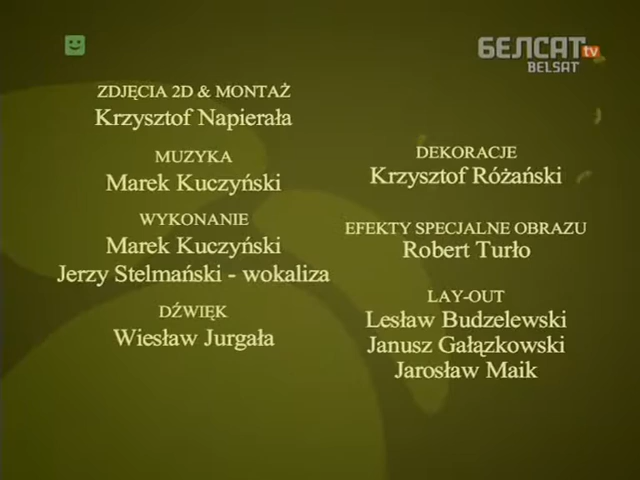 БЕЛСАТ tv
BELSAT
ZDJĘCIA 2D & MONTAŻ
Krzysztof Napierała
MUZYKA
Marek Kuczyński
WYKONANIE
Marek Kuczyński
Jerzy Stelmański - wokaliza
DŹWIĘK
Wiesław Jurgała
DEKORACJE
Krzysztof Różański
EFEKTY SPECJALNE OBRAZU
Robert Turło
LAY-OUT
Lesław Budzelewski
Janusz Gałązkowski
Jarosław Maik